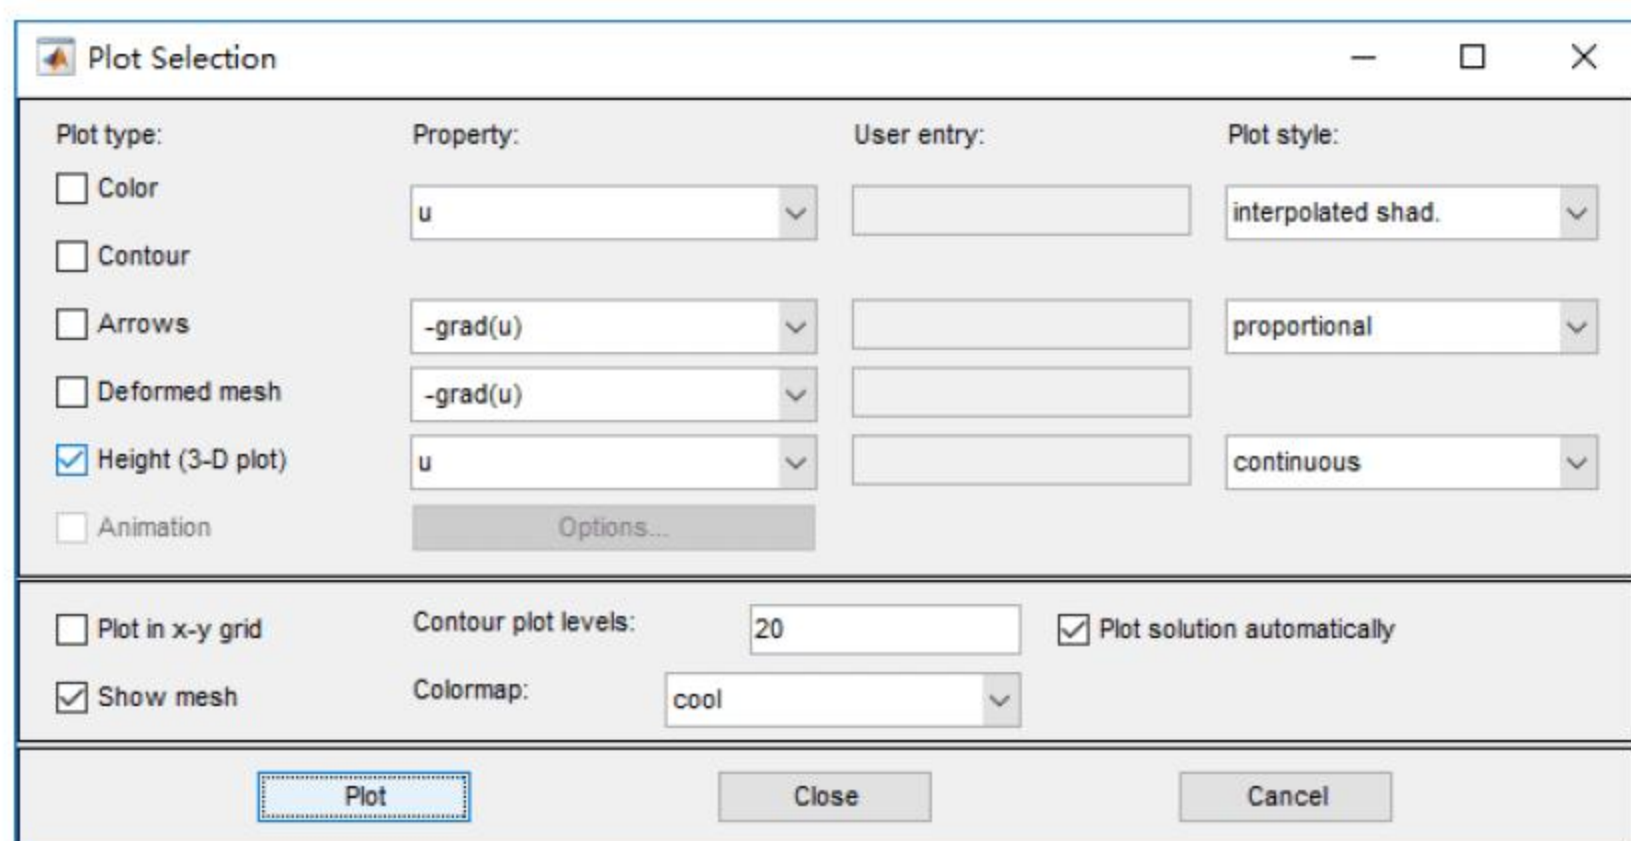 Plot Selection
Plot type: Property: User entry: Plot style:
Color
u interpolated shad.
Contour
Arrows -grad(u) proportional
Deformed mesh -grad(u)
Height (3-D plot) u continuous
Animation Options...
Plot in x-y grid Contour plot levels: 20 Plot solution automatically
Show mesh Colormap: cool
Plot Close Cancel